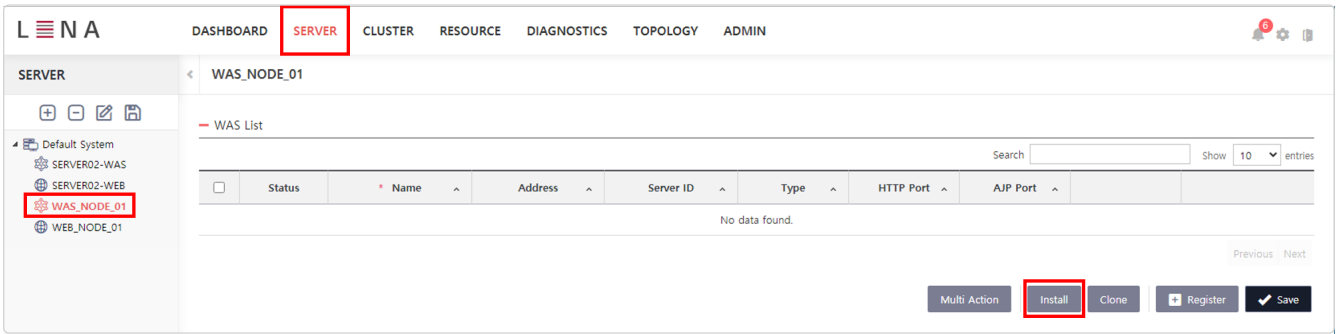 LENA DASHBOARD SERVER CLUSTER RESOURCE DIAGNOSTICS TOPOLOGY ADMIN 6
SERVER WAS_NODE_01
WAS List
Default System
SERVER02-WAS
SERVER02-WEB
WAS_NODE_01
WEB_NODE_01
Search Show 10 entries
Status * Name Address Server ID Type HTTP Port AJP Port
No data found.
Previous Next
Multi Action Install Clone Register Save